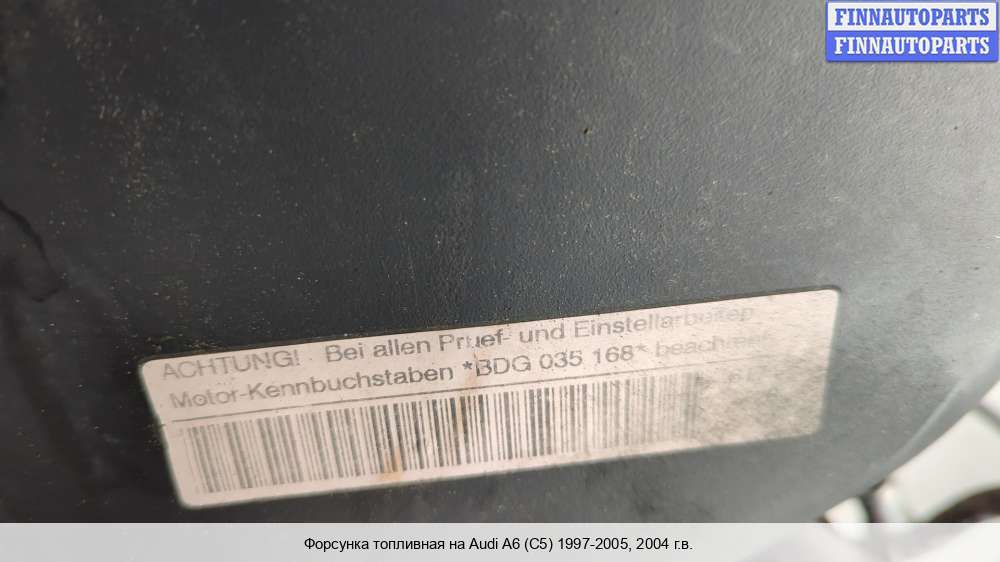 FINNAUTOPARTS
FINNAUTOPARTS
ACHTUNG! Bei allen Pruef- und Einstellarbeiten
Motor-Kennbuchstaben *BDG 035 168* beachten!
Форсунка топливная на Audi A6 (C5) 1997-2005, 2004 г.в.